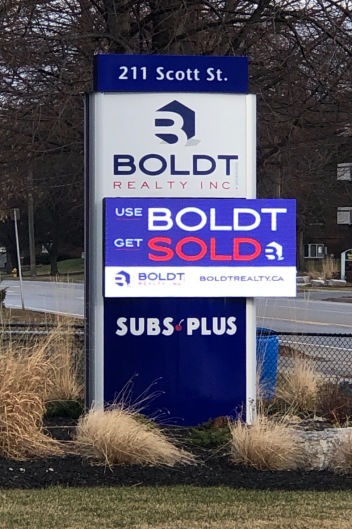 211 Scott St.
B
BOLDT
REALTY INC.
USE BOLDT
GET SOLD
BOLDT
REALTY INC.
BOLDTREALTY.CA
SUBS PLUS